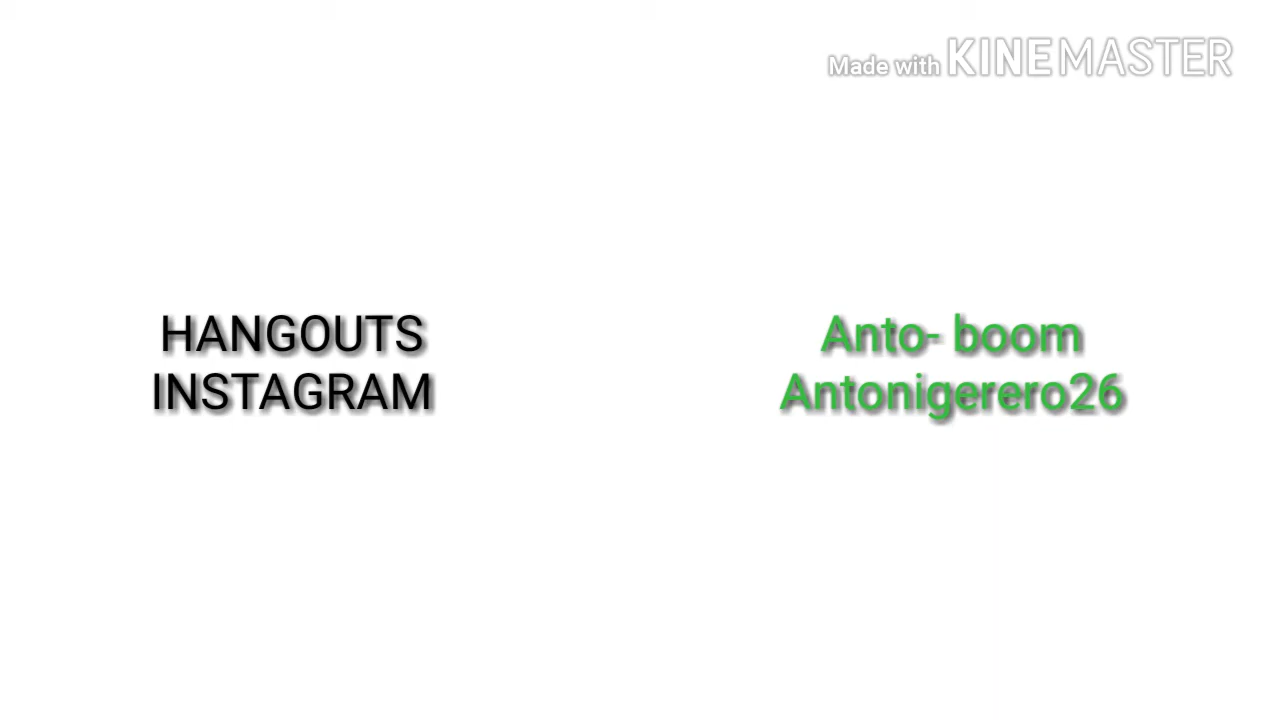 Made with KINEMASTER
HANGOUTS
INSTAGRAM
Anto- boom
Antonigerero26